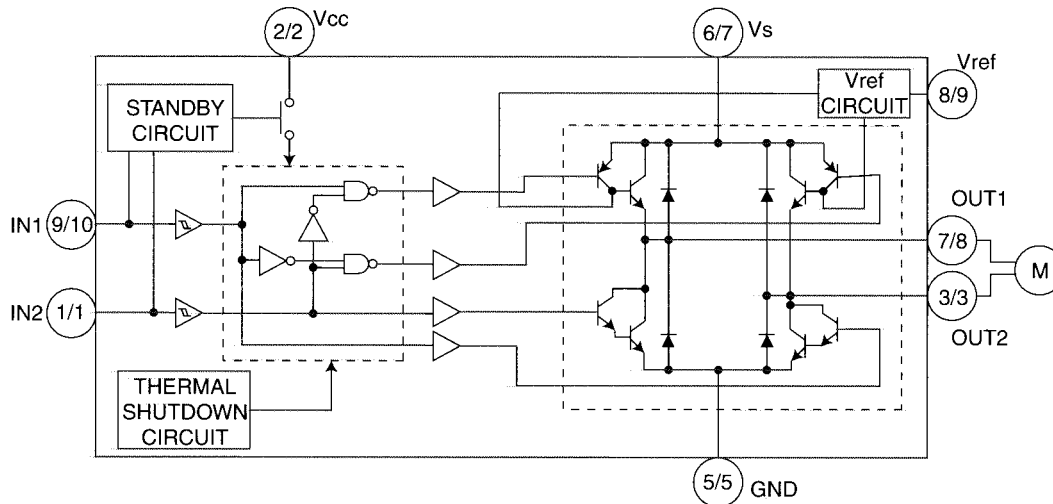 2/2 Vcc
6/7 Vs
Vref
8/9
Vref
CIRCUIT
STANDBY
CIRCUIT
IN1 9/10
OUT1
7/8
M
3/3
OUT2
IN2 1/1
THERMAL
SHUTDOWN
CIRCUIT
5/5 GND